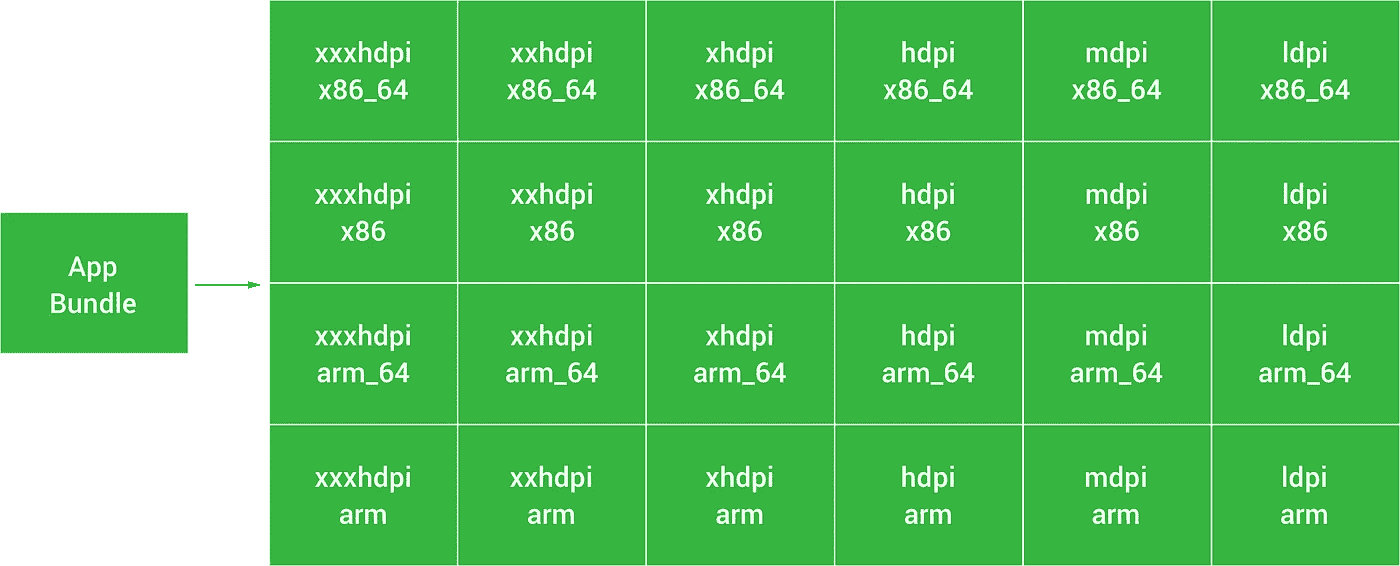 App
Bundle
xxxhdpi
x86_64
xxhdpi
x86_64
xhdpi
x86_64
hdpi
x86_64
mdpi
x86_64
ldpi
x86_64
xxxhdpi
x86
xxhdpi
x86
xhdpi
x86
hdpi
x86
mdpi
x86
ldpi
x86
xxxhdpi
arm_64
xxhdpi
arm_64
xhdpi
arm_64
hdpi
arm_64
mdpi
arm_64
ldpi
arm_64
xxxhdpi
arm
xxhdpi
arm
xhdpi
arm
hdpi
arm
mdpi
arm
ldpi
arm